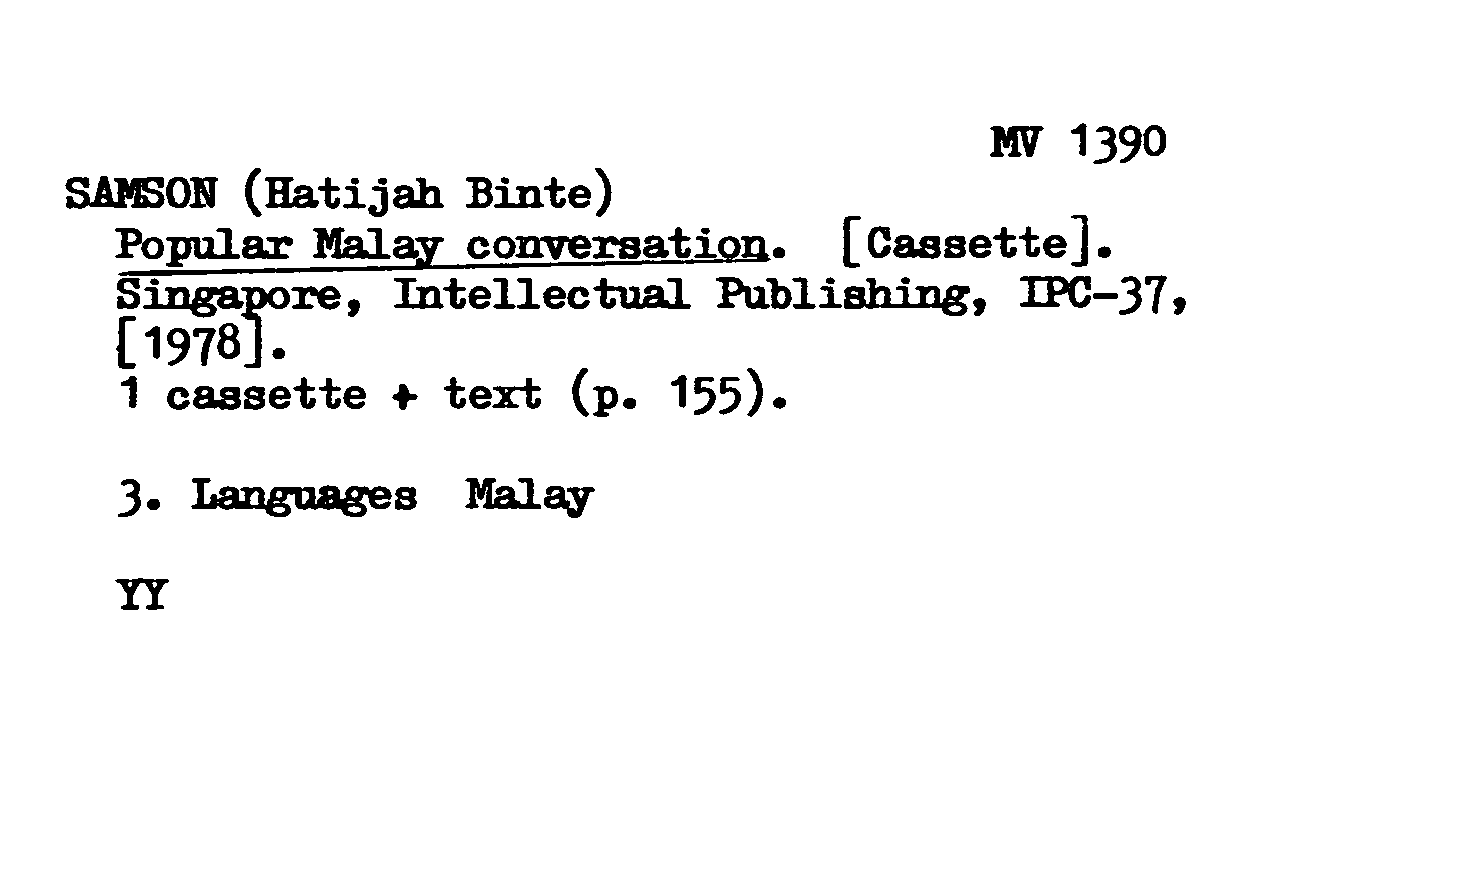 MV 1390
SAMSON (Hatijah Binte)
Popular Malay conversation. [Cassette].
Singapore, Intellectual Publishing, IPC-37,
[1978].
1 cassette + text (p. 155).
3. Languages Malay
YY